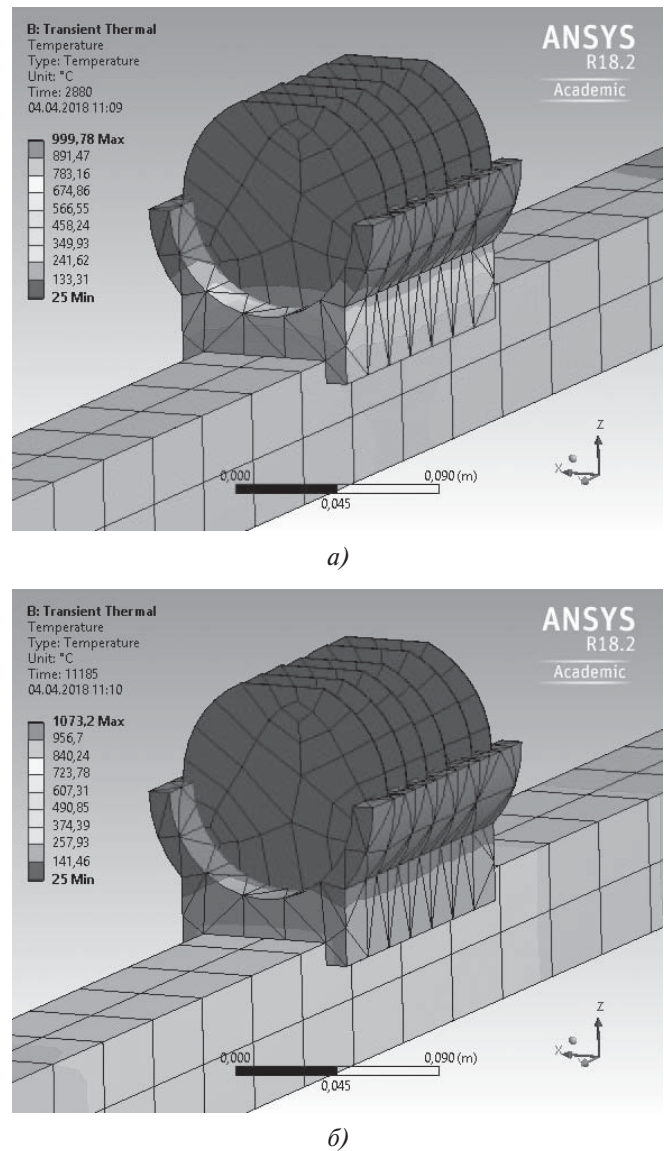 B: Transient Thermal
Temperature
Type: Temperature
Unit: °C
Time: 2880
04.04.2018 11:09
999,78 Max
891,47
783,16
674,86
566,55
458,24
349,93
241,62
133,31
25 Min
ANSYS
R18.2
Academic
Z
X
Y
0,000
0,090 (m)
0,045
а)
B: Transient Thermal
Temperature
Type: Temperature
Unit: °C
Time: 11185
04.04.2018 11:10
1073,2 Max
956,7
840,24
723,78
607,31
490,85
374,39
257,93
141,46
25 Min
ANSYS
R18.2
Academic
Z
X
Y
0,000
0,090 (m)
0,045
б)